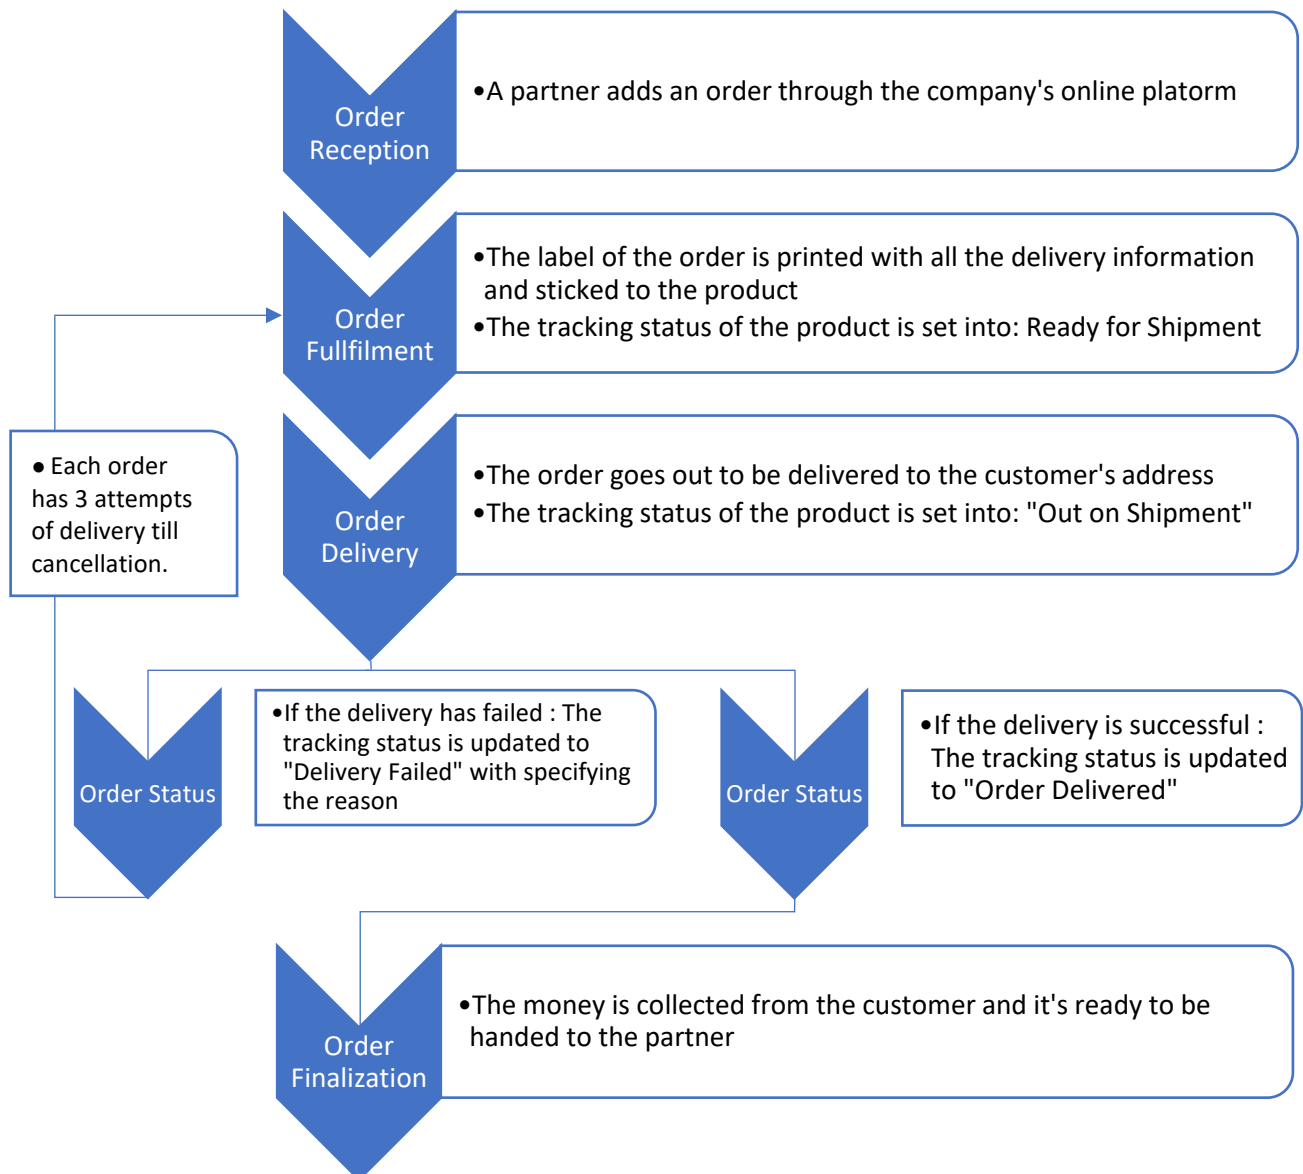 Order
Reception
•A partner adds an order through the company's online platorm
Order
Fullfilment
•The label of the order is printed with all the delivery information
and sticked to the product
•The tracking status of the product is set into: Ready for Shipment
● Each order
has 3 attempts
of delivery till
cancellation.
Order
Delivery
•The order goes out to be delivered to the customer's address
•The tracking status of the product is set into: "Out on Shipment"
Order Status
•If the delivery has failed : The
tracking status is updated to
"Delivery Failed" with specifying
the reason
Order Status
•If the delivery is successful :
The tracking status is updated
to "Order Delivered"
Order
Finalization
•The money is collected from the customer and it's ready to be
handed to the partner